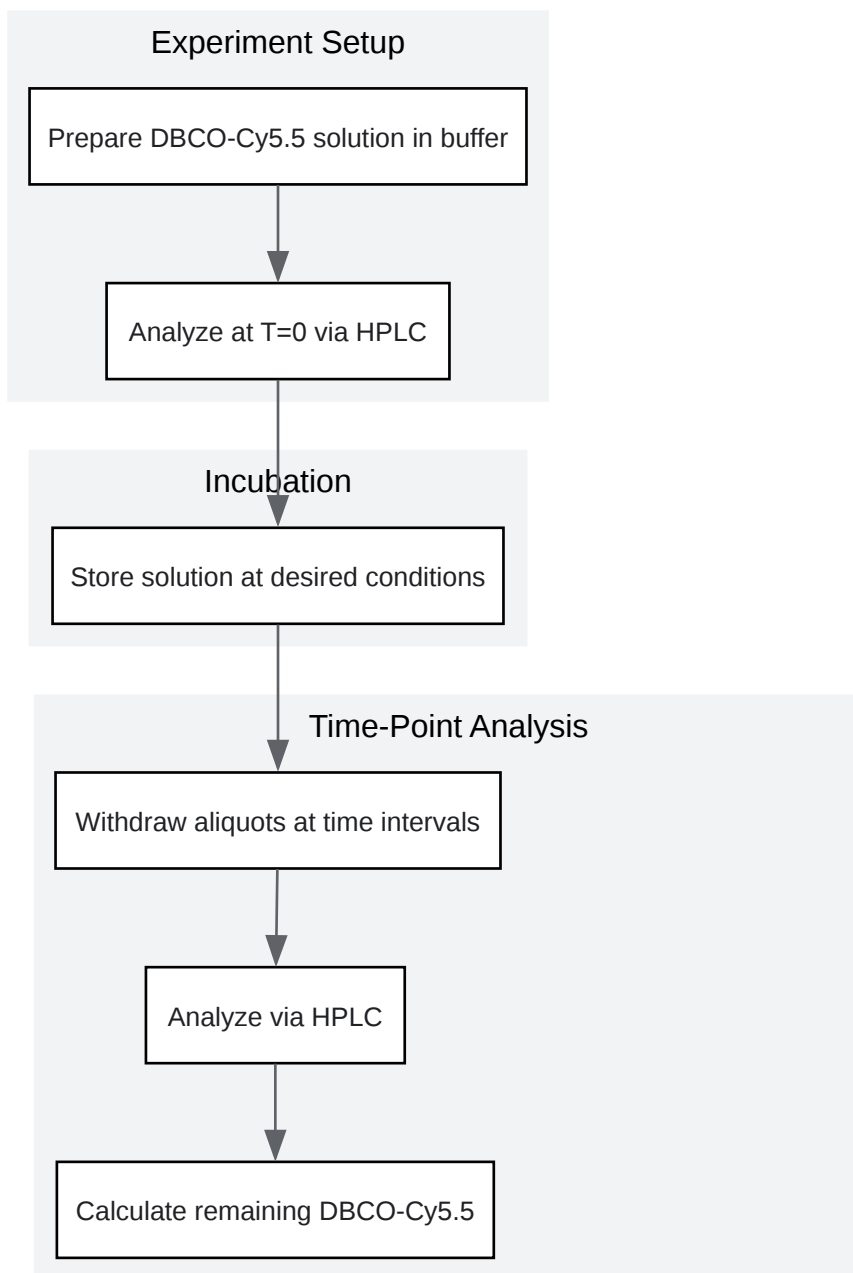 Experiment Setup
Prepare DBCO-Cy5.5 solution in buffer
Analyze at T=0 via HPLC
Incubation
Store solution at desired conditions
Time-Point Analysis
Withdraw aliquots at time intervals
Analyze via HPLC
Calculate remaining DBCO-Cy5.5